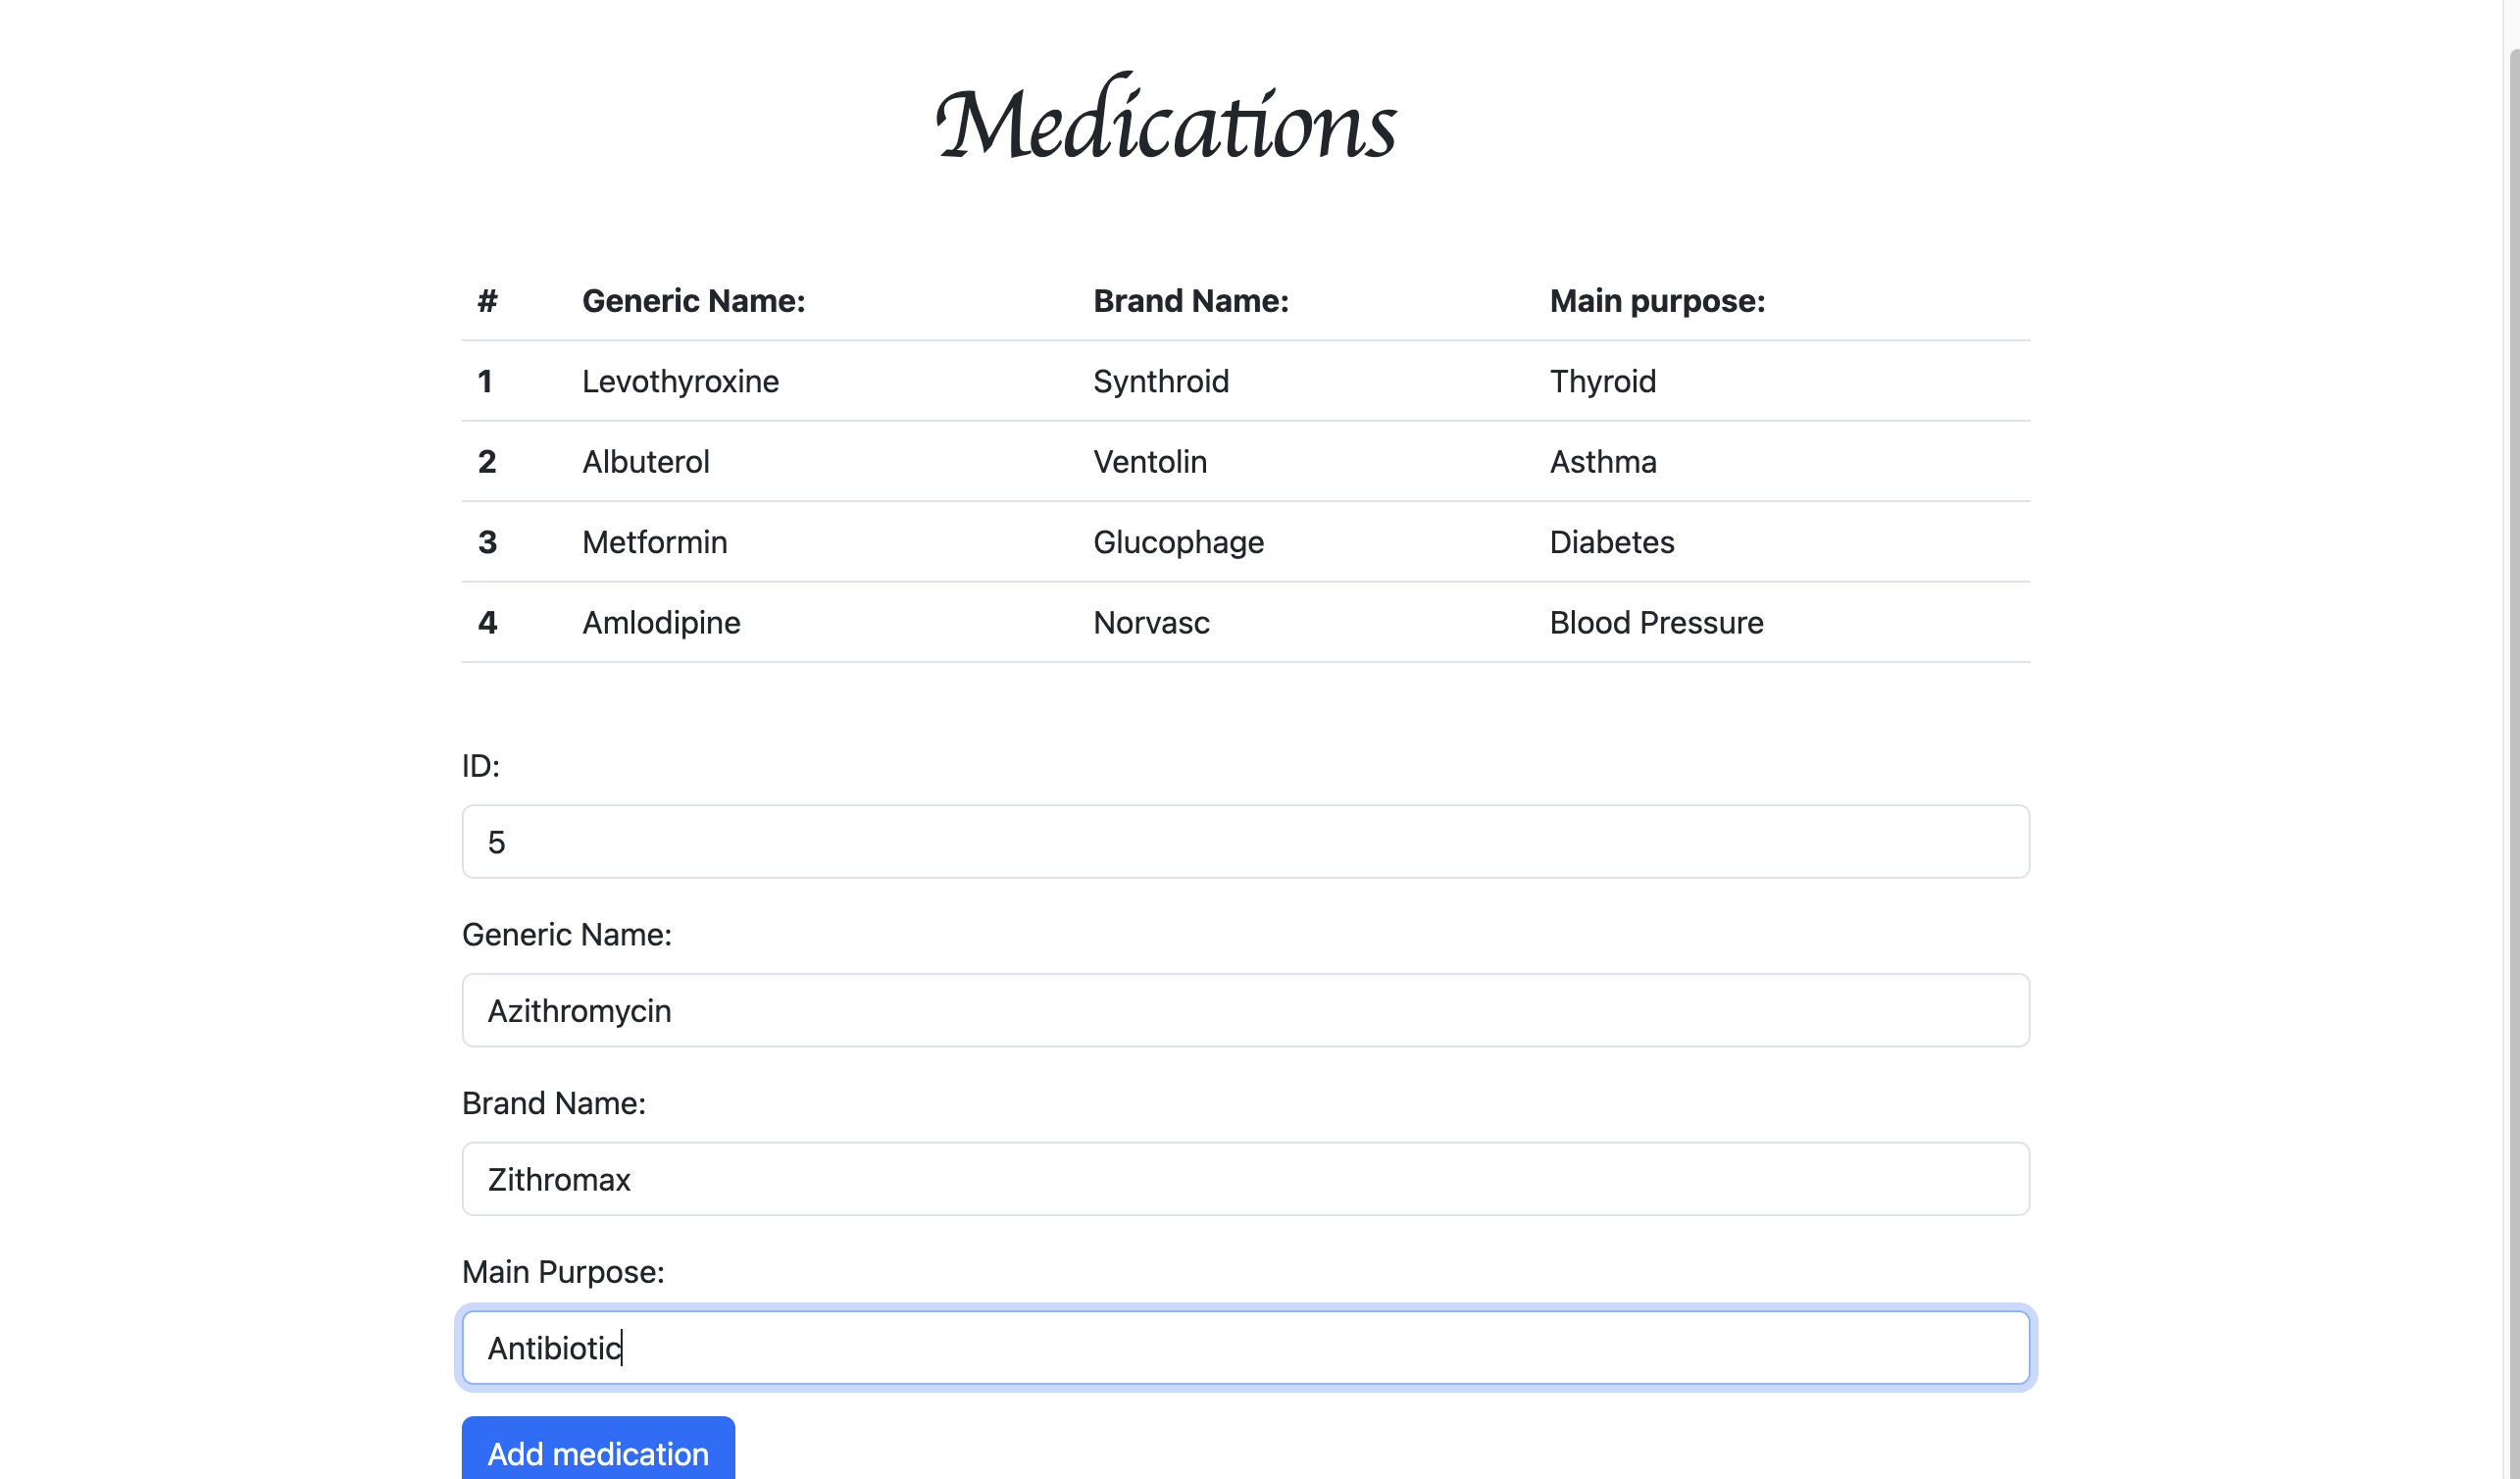 Medications
# Generic Name: Brand Name: Main purpose:
1 Levothyroxine Synthroid Thyroid
2 Albuterol Ventolin Asthma
3 Metformin Glucophage Diabetes
4 Amlodipine Norvasc Blood Pressure
ID:
5
Generic Name:
Azithromycin
Brand Name:
Zithromax
Main Purpose:
Antibiotic
Add medication